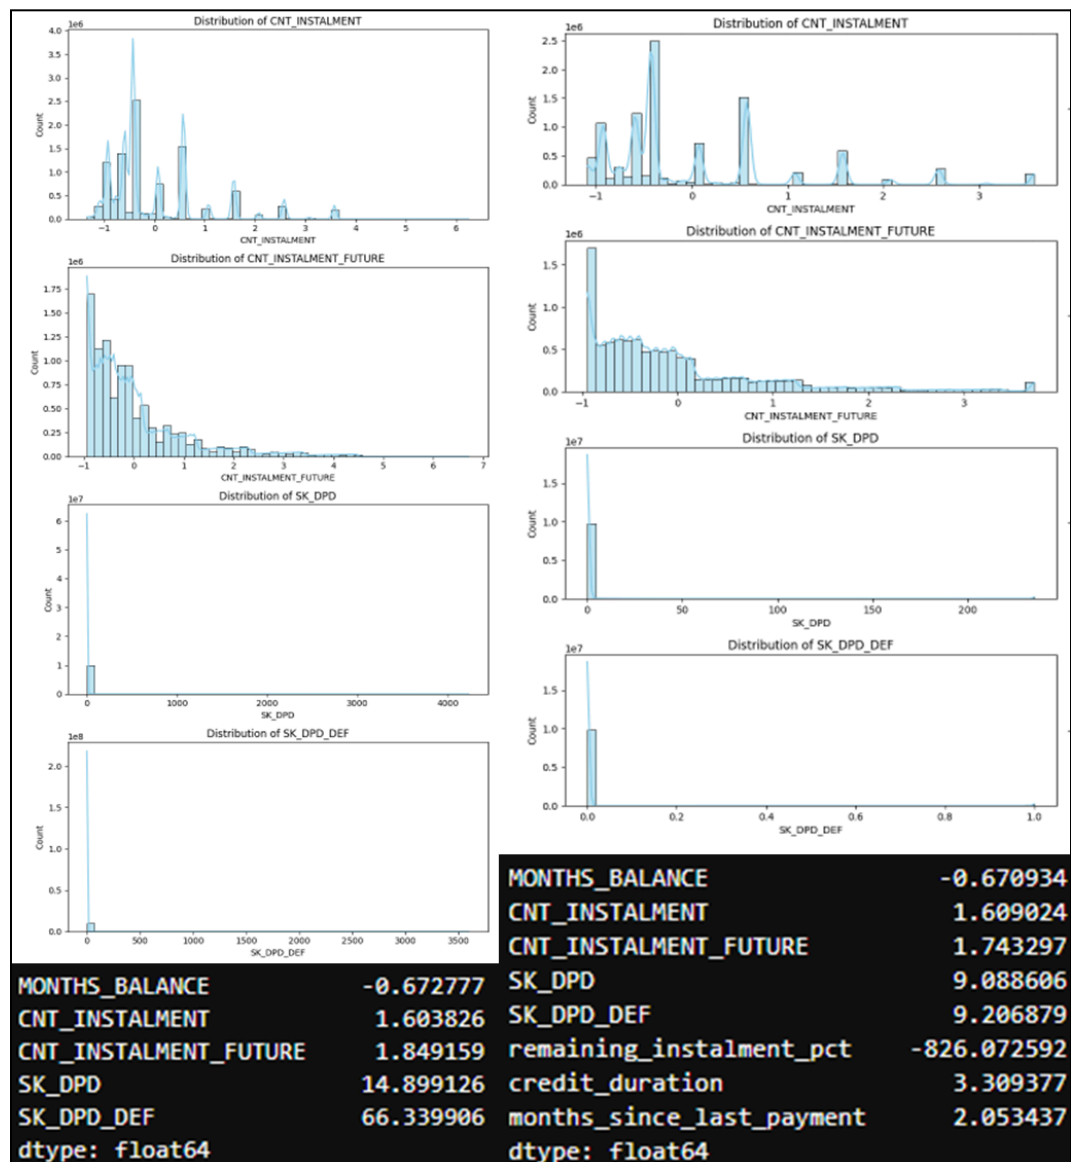 Distribution of CNT_INSTALMENT
1e6
4.0
3.5
3.0
2.5
2.0
1.5
1.0
0.5
0.0
Count
−1 0 1 2 3 4 5 6
CNT_INSTALMENT
Distribution of CNT_INSTALMENT_FUTURE
1e6
1.75
1.50
1.25
1.00
0.75
0.50
0.25
0.00
Count
−1 0 1 2 3 4 5 6 7
CNT_INSTALMENT_FUTURE
Distribution of SK_DPD
1e7
6
5
4
3
2
1
0
Count
0 1000 2000 3000 4000
SK_DPD
Distribution of SK_DPD_DEF
1e8
2.0
1.5
1.0
0.5
0.0
Count
0 500 1000 1500 2000 2500 3000 3500
SK_DPD_DEF
MONTHS_BALANCE -0.672777
CNT_INSTALMENT 1.603826
CNT_INSTALMENT_FUTURE 1.849159
SK_DPD 14.899126
SK_DPD_DEF 66.339906
dtype: float64
Distribution of CNT_INSTALMENT
1e6
2.5
2.0
1.5
1.0
0.5
0.0
Count
−1 0 1 2 3
CNT_INSTALMENT
Distribution of CNT_INSTALMENT_FUTURE
1e6
1.5
1.0
0.5
0.0
Count
−1 0 1 2 3
CNT_INSTALMENT_FUTURE
Distribution of SK_DPD
1e7
1.5
1.0
0.5
0.0
Count
0 50 100 150 200
SK_DPD
Distribution of SK_DPD_DEF
1e7
1.5
1.0
0.5
0.0
Count
0.0 0.2 0.4 0.6 0.8 1.0
SK_DPD_DEF
MONTHS_BALANCE -0.670934
CNT_INSTALMENT 1.609024
CNT_INSTALMENT_FUTURE 1.743297
SK_DPD 9.088606
SK_DPD_DEF 9.206879
remaining_instalment_pct -826.072592
credit_duration 3.309377
months_since_last_payment 2.053437
dtype: float64